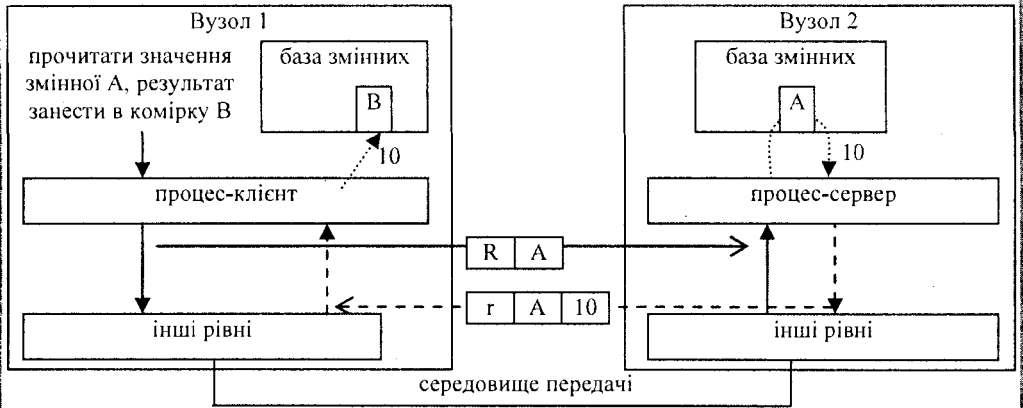 Вузол 1
прочитати значення
змінної А, результат
занести в комірку В
база змінних
В
10
процес-клієнт
інші рівні
R А
r А 10
Вузол 2
база змінних
А
10
процес-сервер
інші рівні
середовище передачі